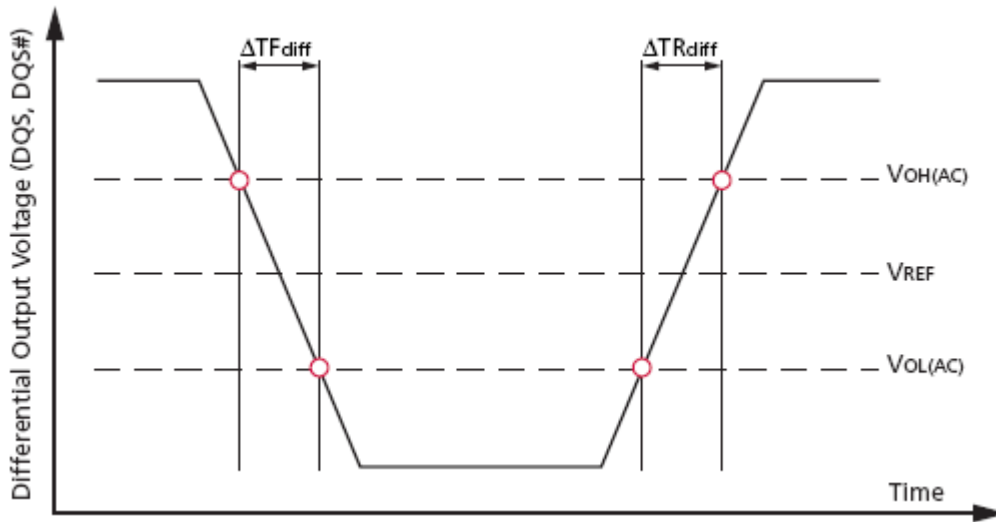 Differential Output Voltage (DQS, DQS#)
ΔTFdiff
ΔTRdiff
VOH(AC)
VREF
VOL(AC)
Time